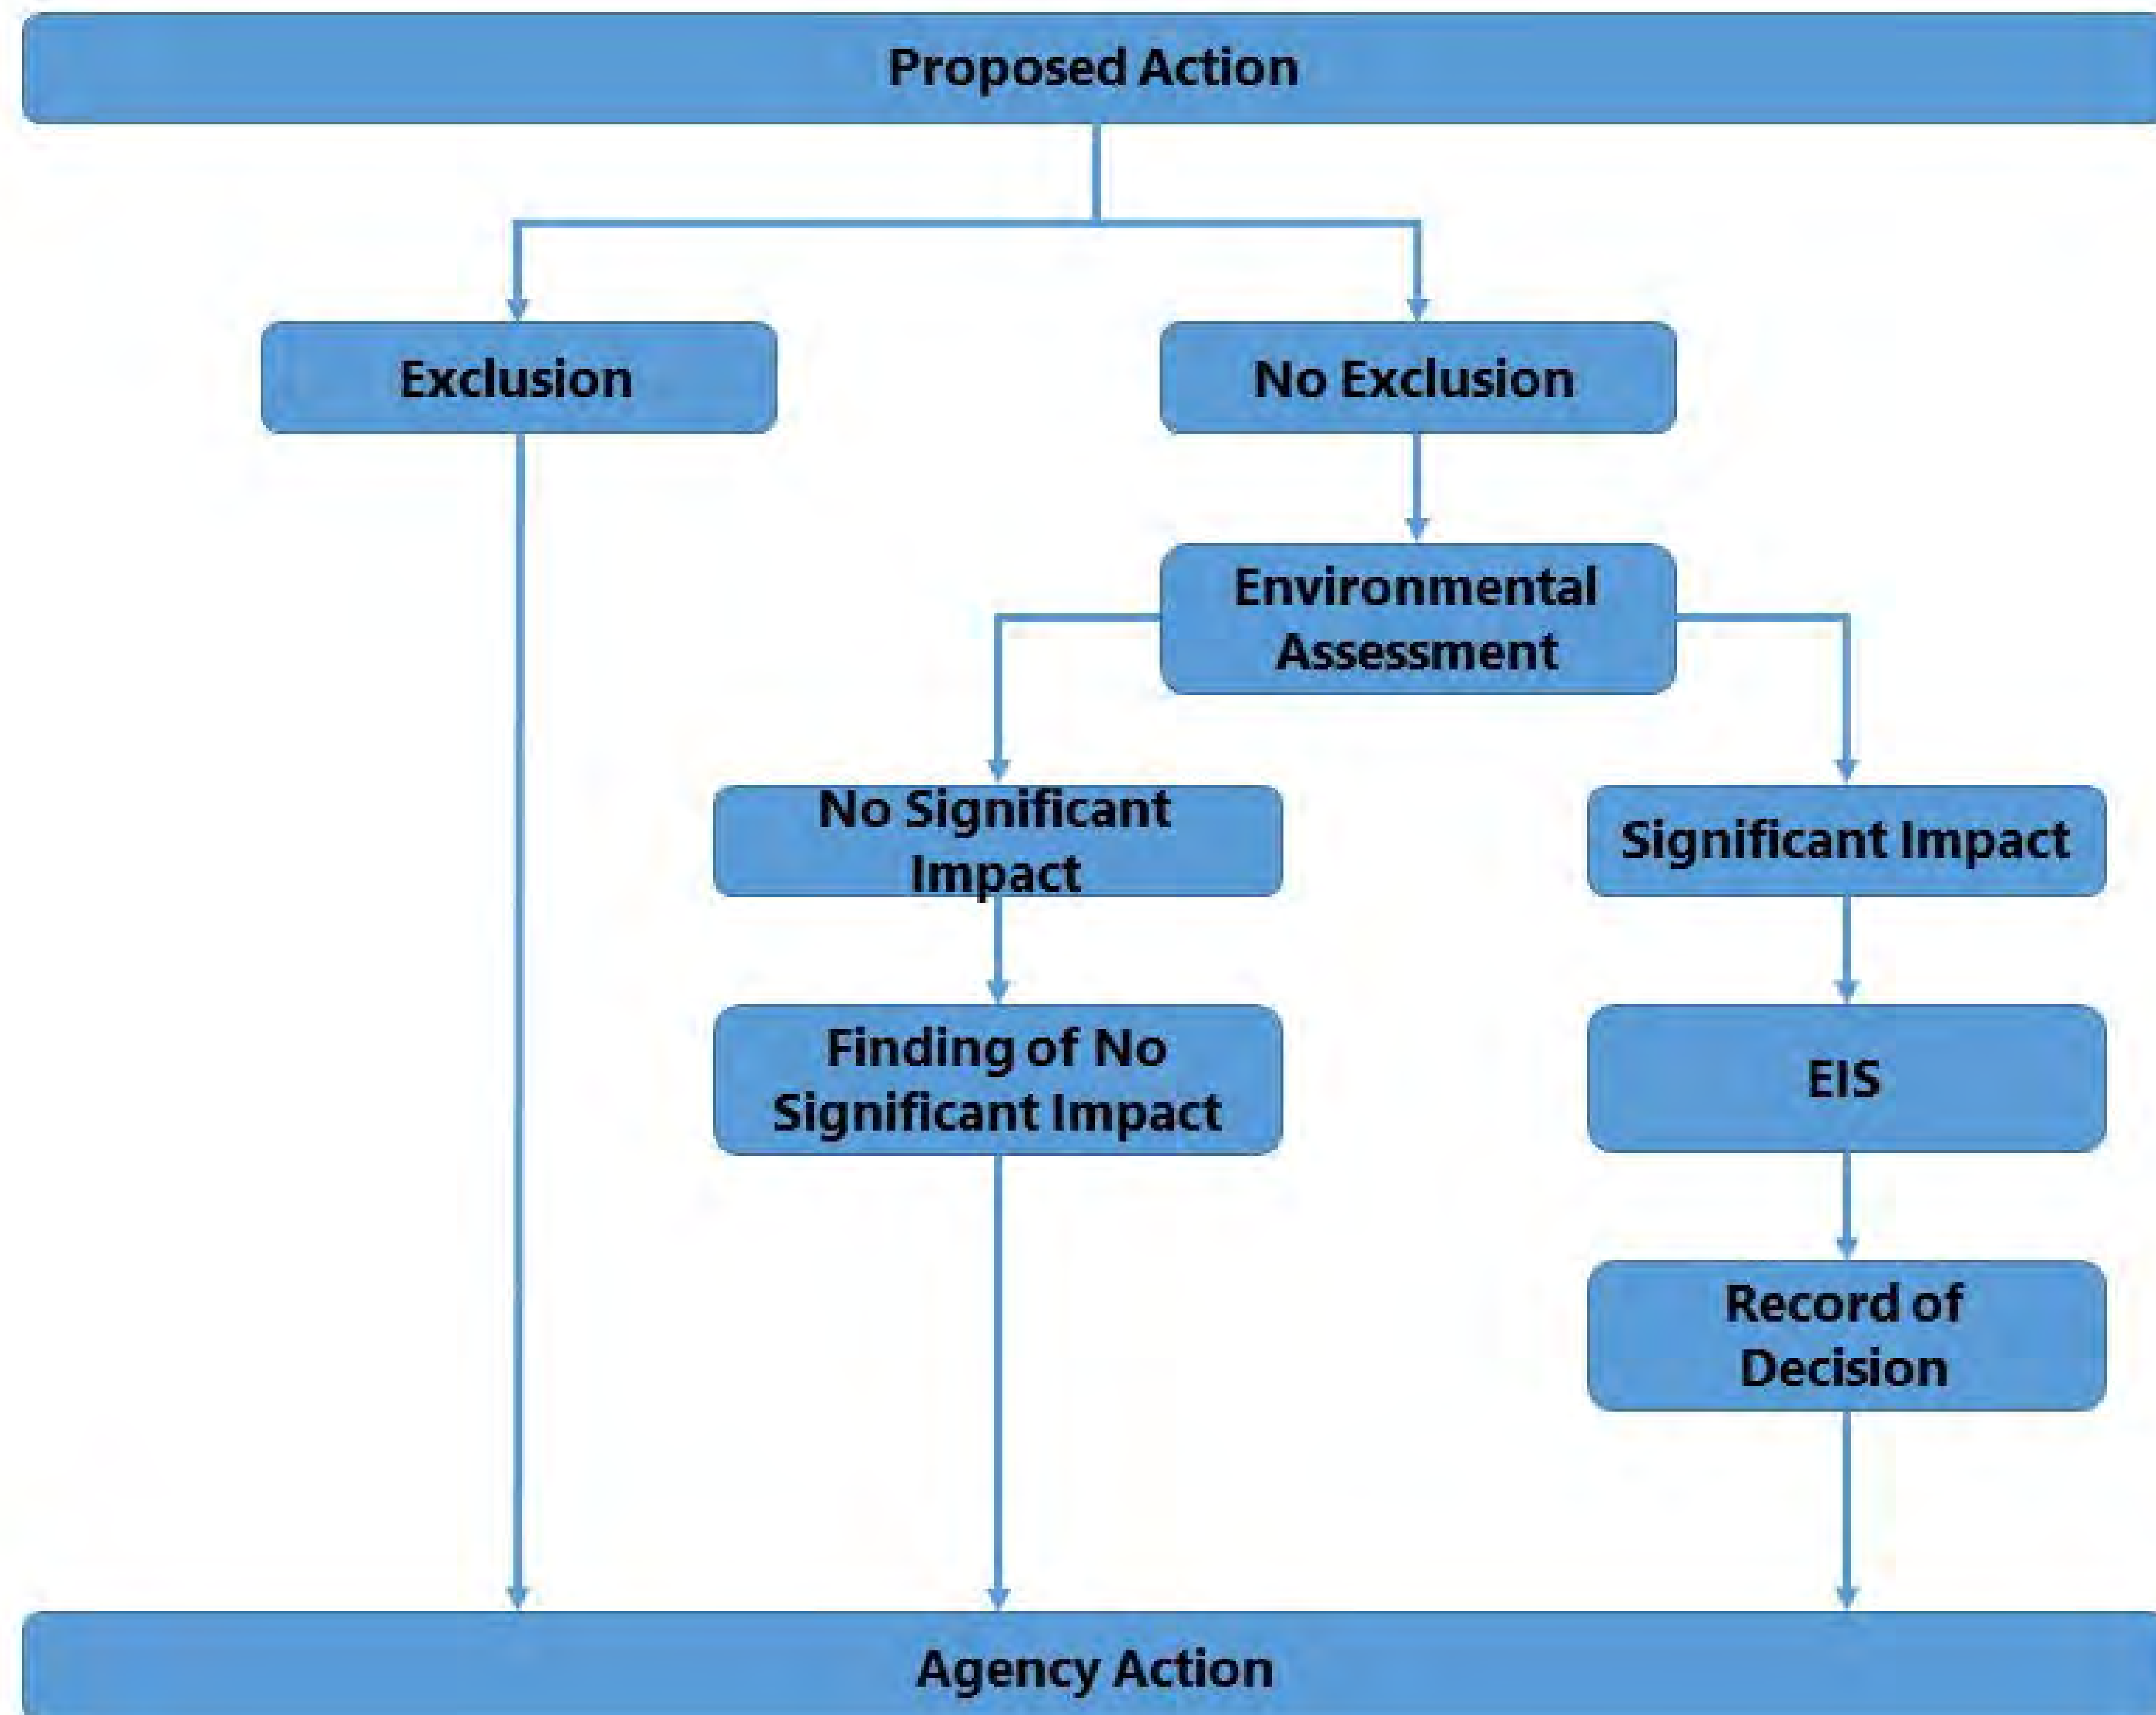 Proposed Action
Exclusion
No Exclusion
Environmental
Assessment
No Significant
Impact
Significant Impact
Finding of No
Significant Impact
EIS
Record of
Decision
Agency Action